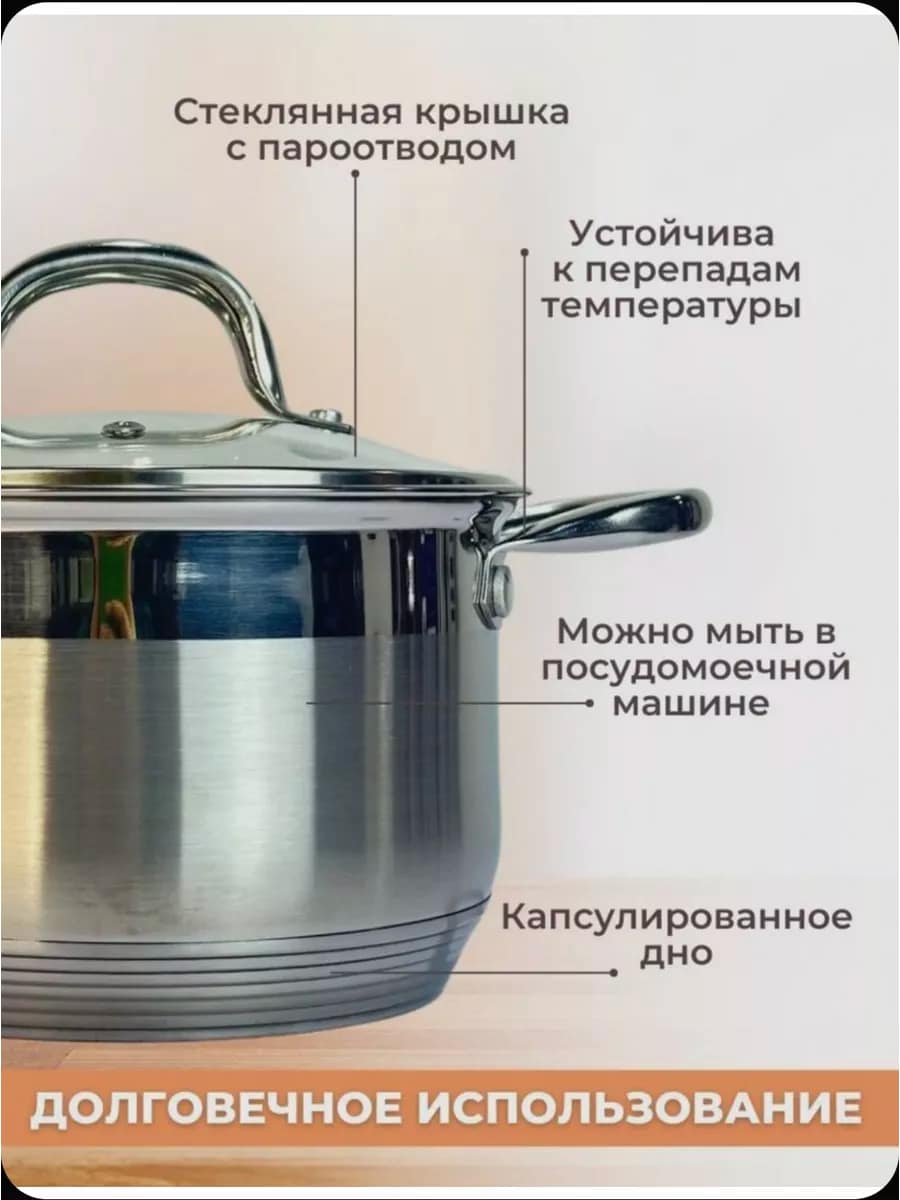 Стеклянная крышка
с пароотводом
Устойчива
к перепадам
температуры
Можно мыть в
посудомоечной
машине
Капсулированное
дно
ДОЛГОВЕЧНОЕ ИСПОЛЬЗОВАНИЕ